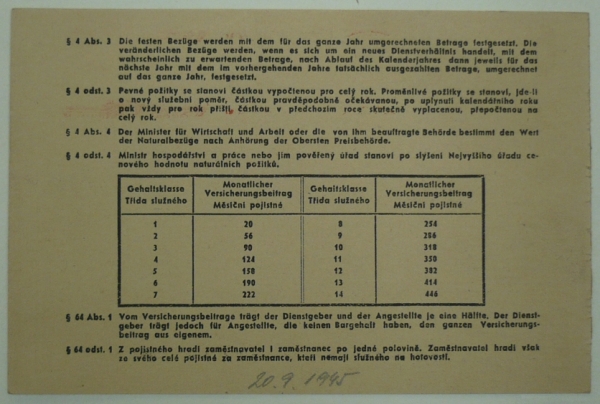 § 4 Abs. 3 Die festen Bezüge werden mit dem für das ganze Jahr umgerechneten Betrage festgesetzt. Die
veränderlichen Bezüge werden, wenn es sich um ein neues Dienstverhältnis handelt, mit dem
wahrscheinlich zu erwartenden Betrage, nach Ablauf des Kalenderjahres dann jeweils für das
nächste Jahr mit dem im vorhergehenden Jahre tatsächlich ausgezahlten Betrage, umgerechnet
auf das ganze Jahr, festgesetzt.
§ 4 odst. 3 Pevné požitky se stanoví částkou vypočtenou pro celý rok. Proměnlivé požitky se stanoví, jde-li
o nový služební poměr, částkou pravděpodobně očekávanou, po uplynutí kalendářního roku
pak vždy pro rok příští, částkou v předchozím roce skutečně vyplacenou, přepočtenou na
celý rok.
§ 4 Abs. 4 Der Minister für Wirtschaft und Arbeit oder die von ihm beauftragte Behörde bestimmt den Wert
der Naturalbezüge nach Anhörung der Obersten Preisbehörde.
§ 4 odst. 4 Ministr hospodářství a práce nebo jím pověřený úřad stanoví po slyšení Nejvyššího úřadu ce-
nového hodnotu naturálních požitků.
Gehaltsklasse Monatlicher Gehaltsklasse Monatlicher
Třída služného Versicherungsbeitrag Třída služného Versicherungsbeitrag
Měsíční pojistné Měsíční pojistné
1 20 8 254
2 56 9 286
3 90 10 318
4 124 11 350
5 158 12 382
6 190 13 414
7 222 14 446
§ 64 Abs. 1 Vom Versicherungsbeitrage trägt der Dienstgeber und der Angestellte je eine Hälfte. Der Dienst-
geber trägt jedoch für Angestellte, die keinen Bargehalt haben, den ganzen Versicherungs-
beitrag aus eigenem.
§ 64 odst. 1 Z pojistného hradí zaměstnavatel i zaměstnanec po jedné polovině. Zaměstnavatel hradí však
ze svého celé pojistné za zaměstnance, kteří nemají služného na hotovosti.
20. 9. 1945